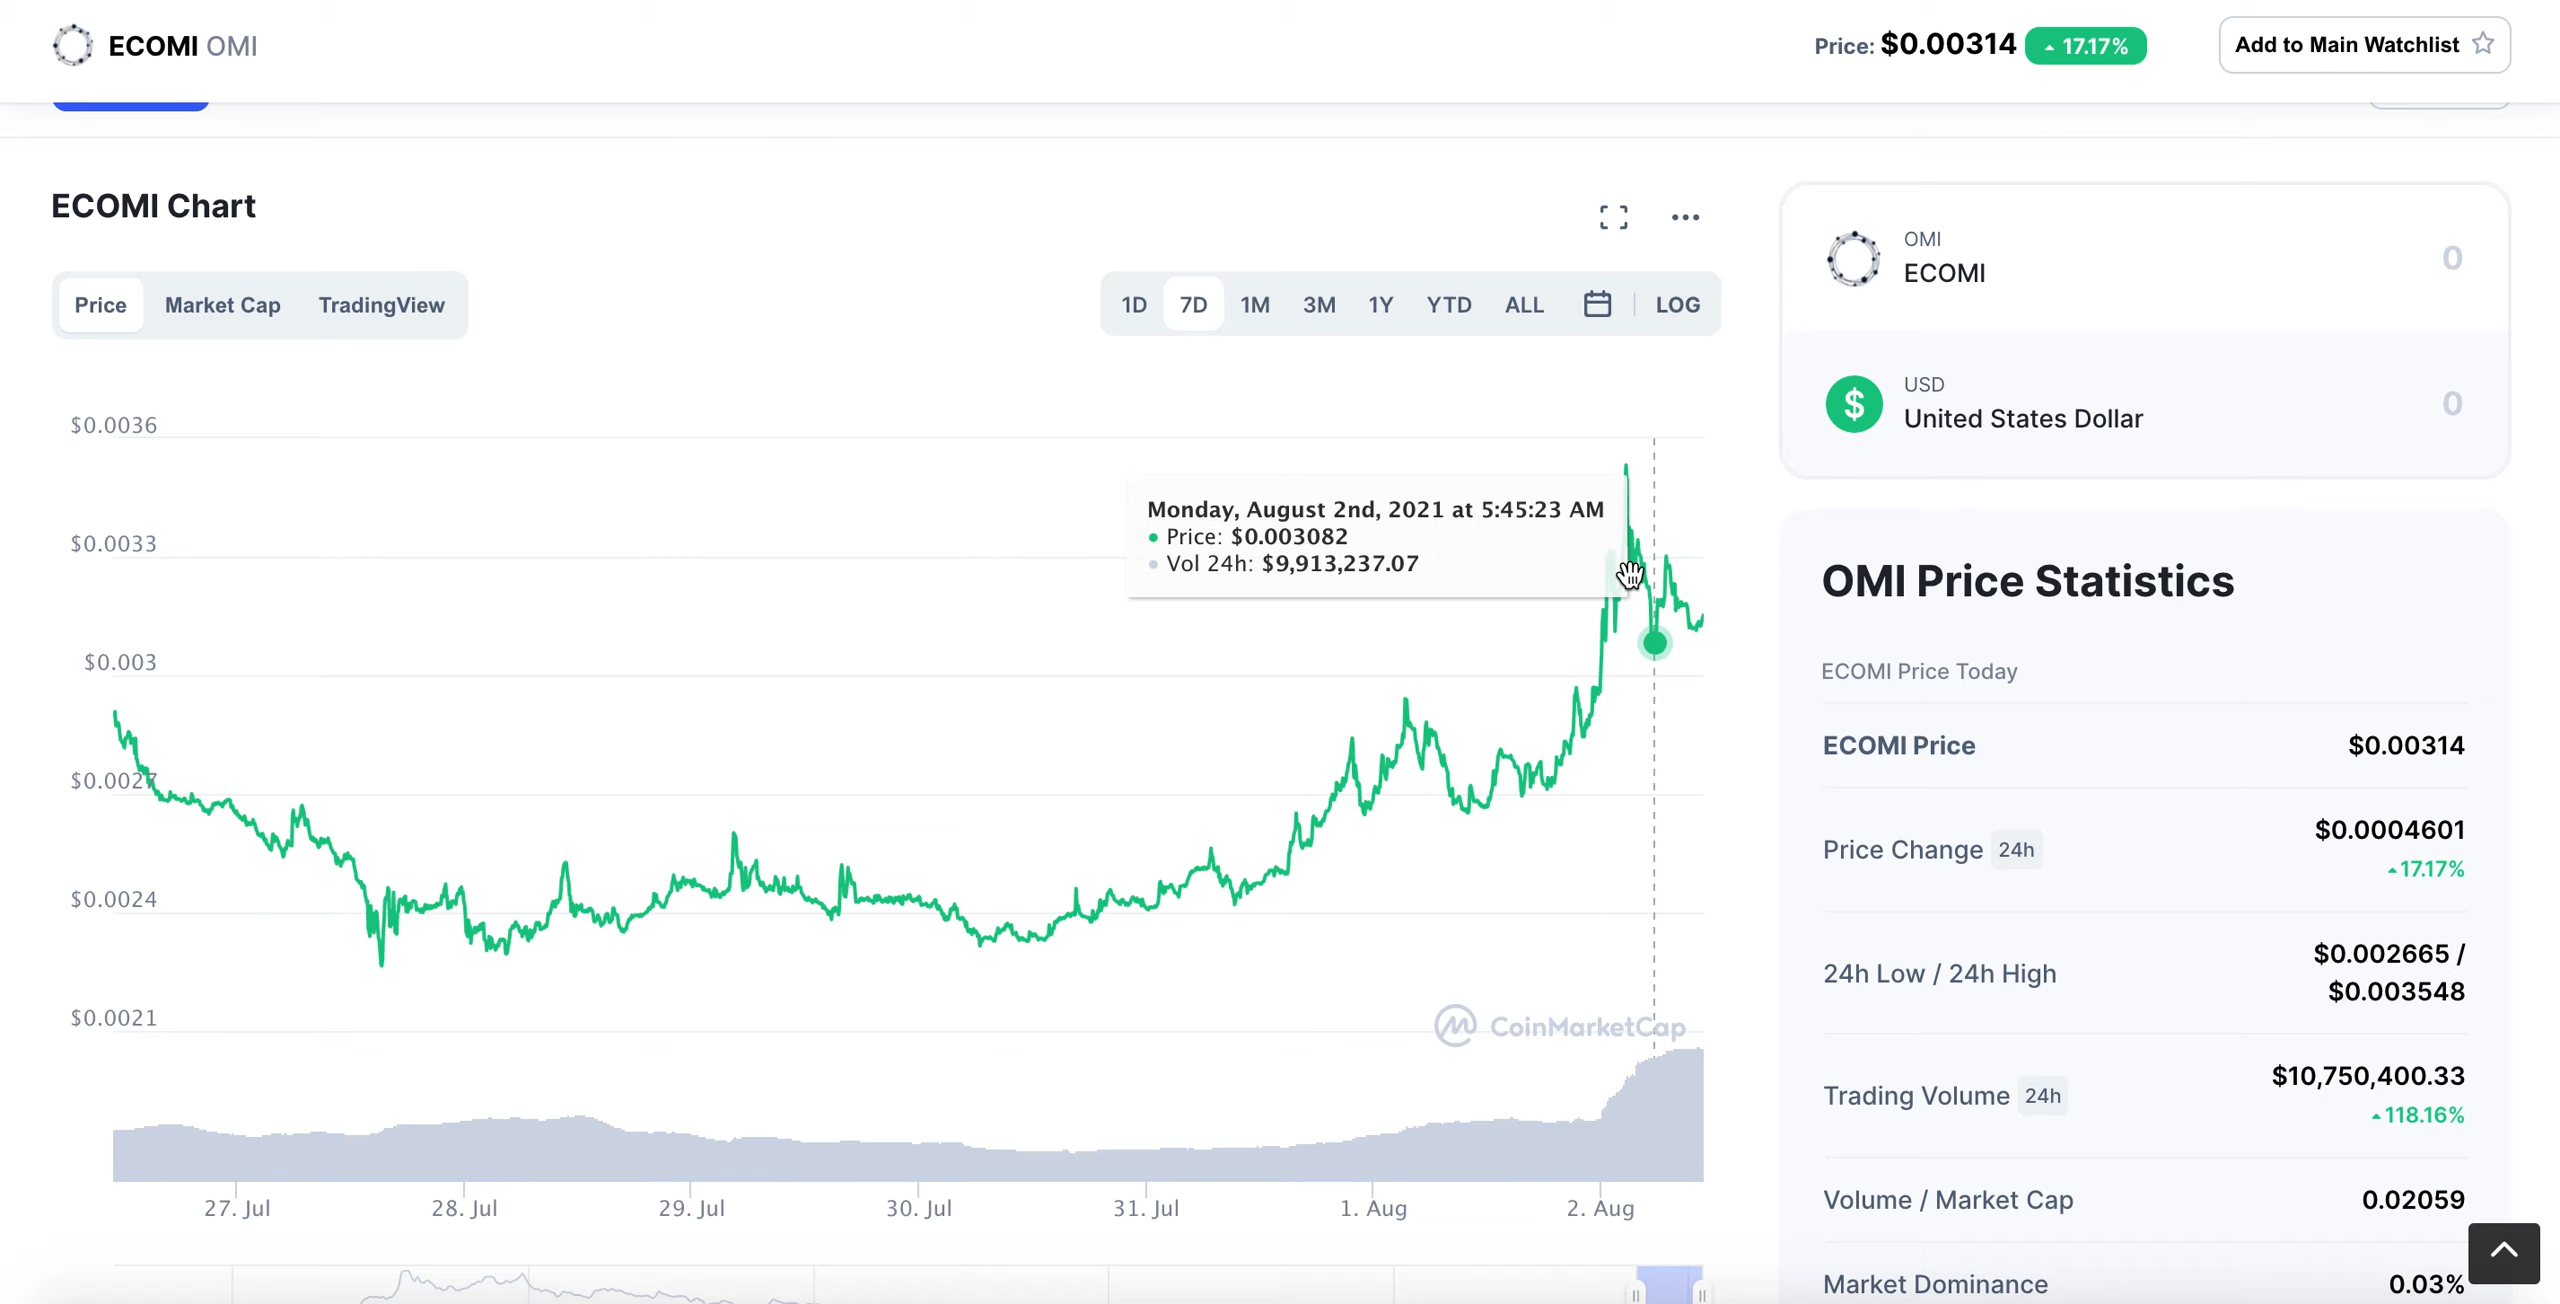 ECOMI OMI
Price: $0.00314 17.17%
Add to Main Watchlist
ECOMI Chart
Price Market Cap TradingView
1D 7D 1M 3M 1Y YTD ALL LOG
$0.0036
$0.0033
$0.003
$0.0027
$0.0024
$0.0021
Monday, August 2nd, 2021 at 5:45:23 AM
Price: $0.003082
Vol 24h: $9,913,237.07
CoinMarketCap
27. Jul 28. Jul 29. Jul 30. Jul 31. Jul 1. Aug 2. Aug
OMI
ECOMI 0
USD
United States Dollar 0
OMI Price Statistics
ECOMI Price Today
ECOMI Price $0.00314
Price Change 24h $0.0004601
17.17%
24h Low / 24h High $0.002665 /
$0.003548
Trading Volume 24h $10,750,400.33
118.16%
Volume / Market Cap 0.02059
Market Dominance 0.03%